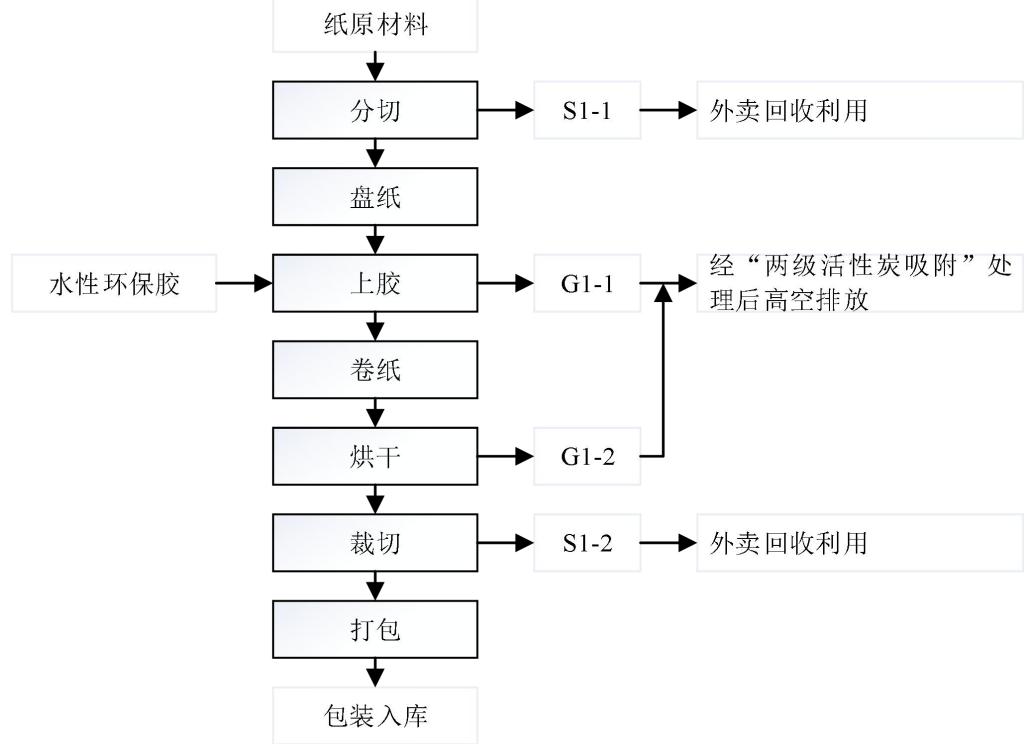 纸原材料
分切
S1-1
外卖回收利用
盘纸
水性环保胶
上胶
G1-1
经“两级活性炭吸附”处
理后高空排放
卷纸
烘干
G1-2
裁切
S1-2
外卖回收利用
打包
包装入库